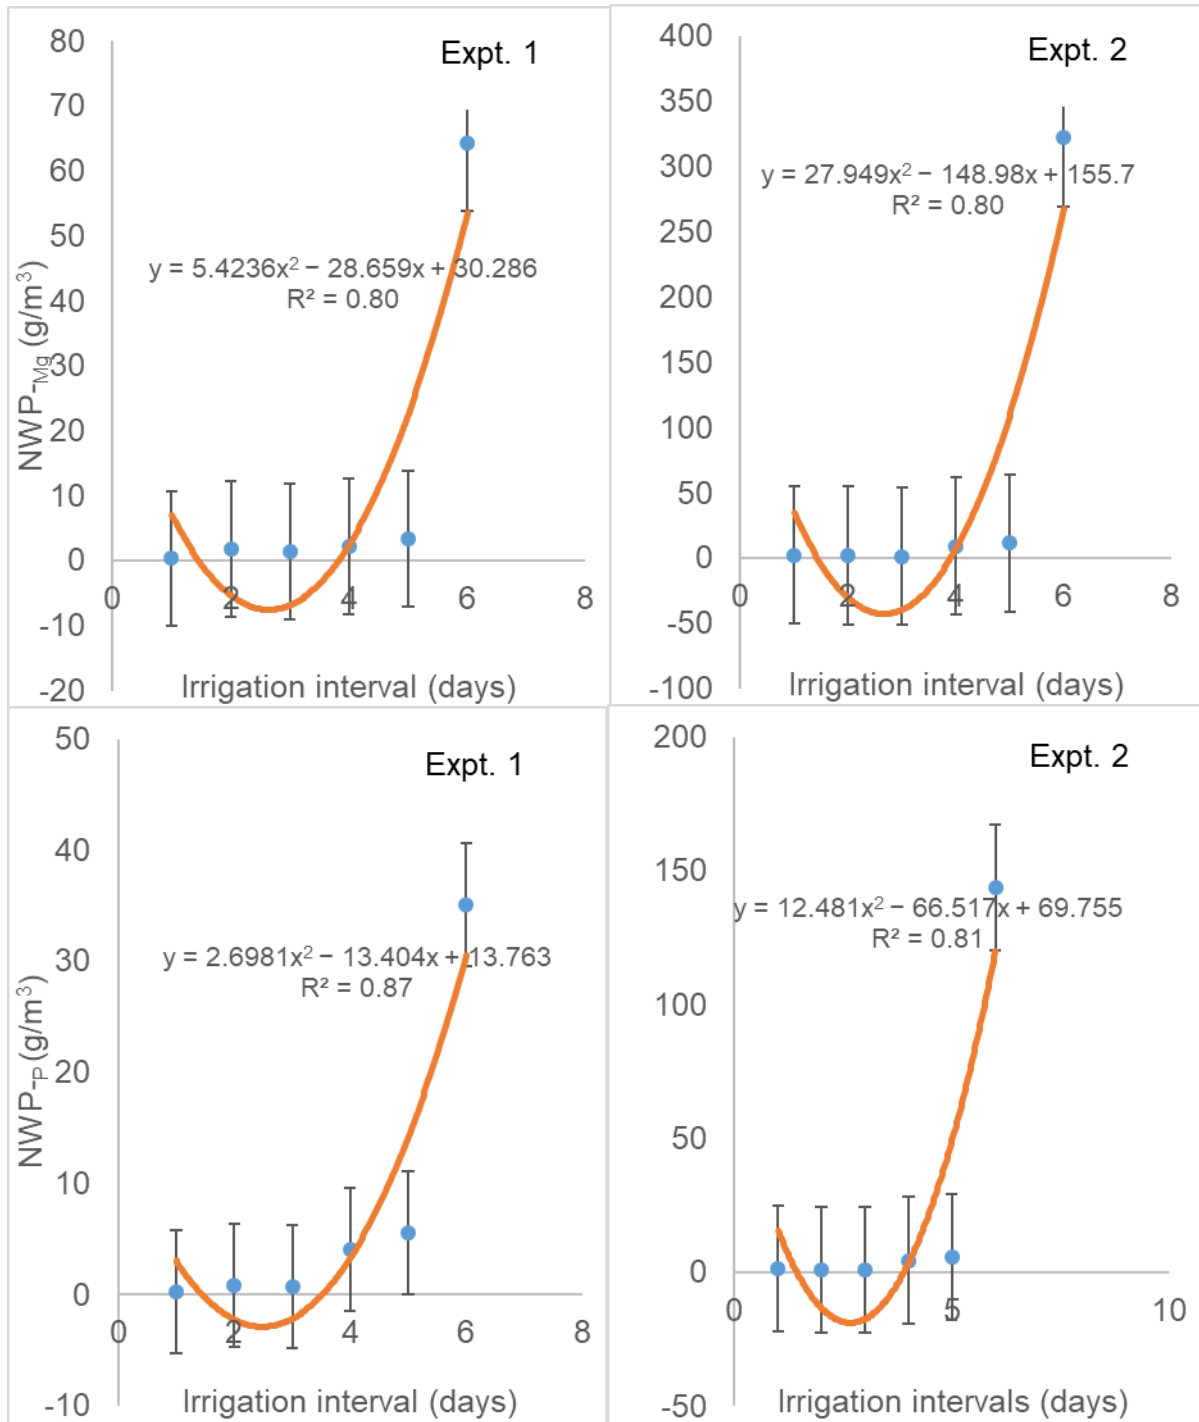 Expt. 1
80
70
60
50
40
30
20
10
0
-10
-20
0
2
4
6
8
y = 5.4236x² − 28.659x + 30.286
R² = 0.80
NWP-Mg (g/m³)
Irrigation interval (days)
Expt. 2
400
350
300
250
200
150
100
50
0
-50
-100
0
2
4
6
8
y = 27.949x² − 148.98x + 155.7
R² = 0.80
Irrigation interval (days)
Expt. 1
50
40
30
20
10
0
-10
0
2
4
6
8
y = 2.6981x² − 13.404x + 13.763
R² = 0.87
NWP-P (g/m³)
Irrigation interval (days)
Expt. 2
200
150
100
50
0
-50
0
5
10
y = 12.481x² − 66.517x + 69.755
R² = 0.81
Irrigation intervals (days)